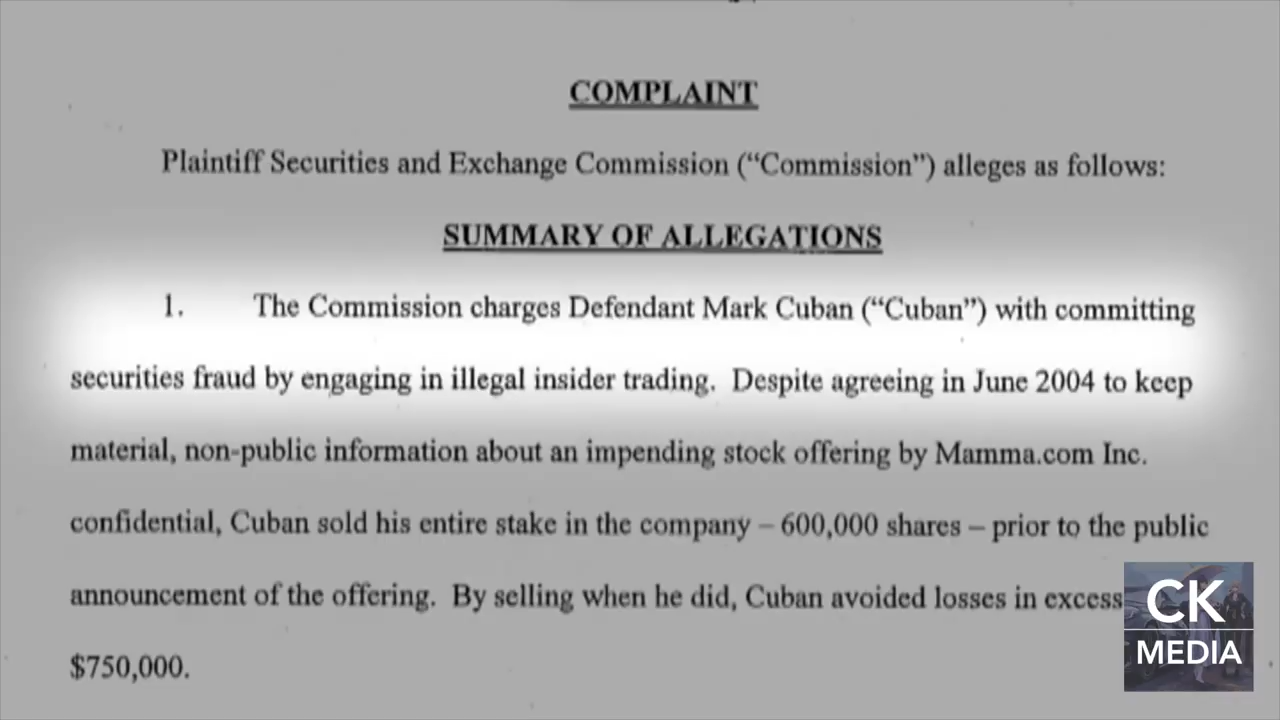 COMPLAINT
Plaintiff Securities and Exchange Commission (“Commission”) alleges as follows:
SUMMARY OF ALLEGATIONS
1. The Commission charges Defendant Mark Cuban (“Cuban”) with committing
securities fraud by engaging in illegal insider trading. Despite agreeing in June 2004 to keep
material, non-public information about an impending stock offering by Mamma.com Inc.
confidential, Cuban sold his entire stake in the company – 600,000 shares – prior to the public
announcement of the offering. By selling when he did, Cuban avoided losses in excess
$750,000.
CK
MEDIA